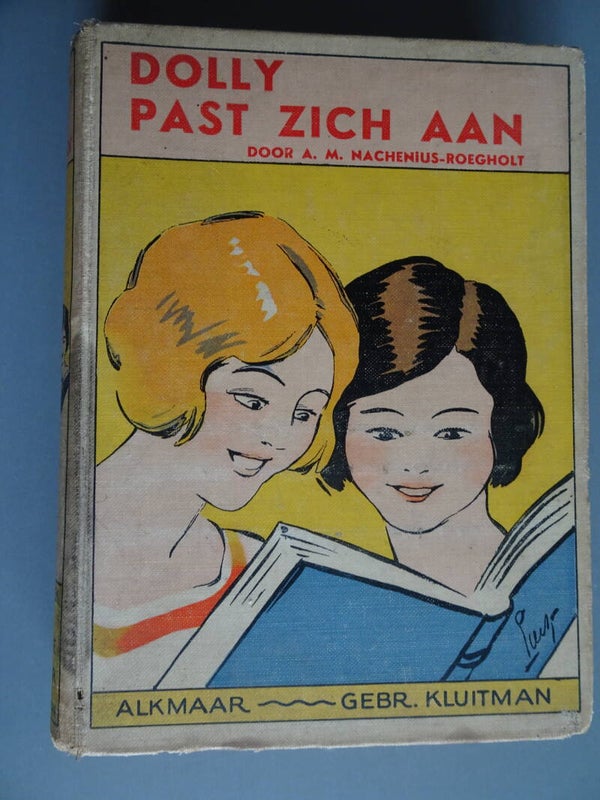 DOLLY
PAST ZICH AAN
DOOR A. M. NACHENIUS-ROEGHOLT
ALKMAAR GEBR. KLUITMAN